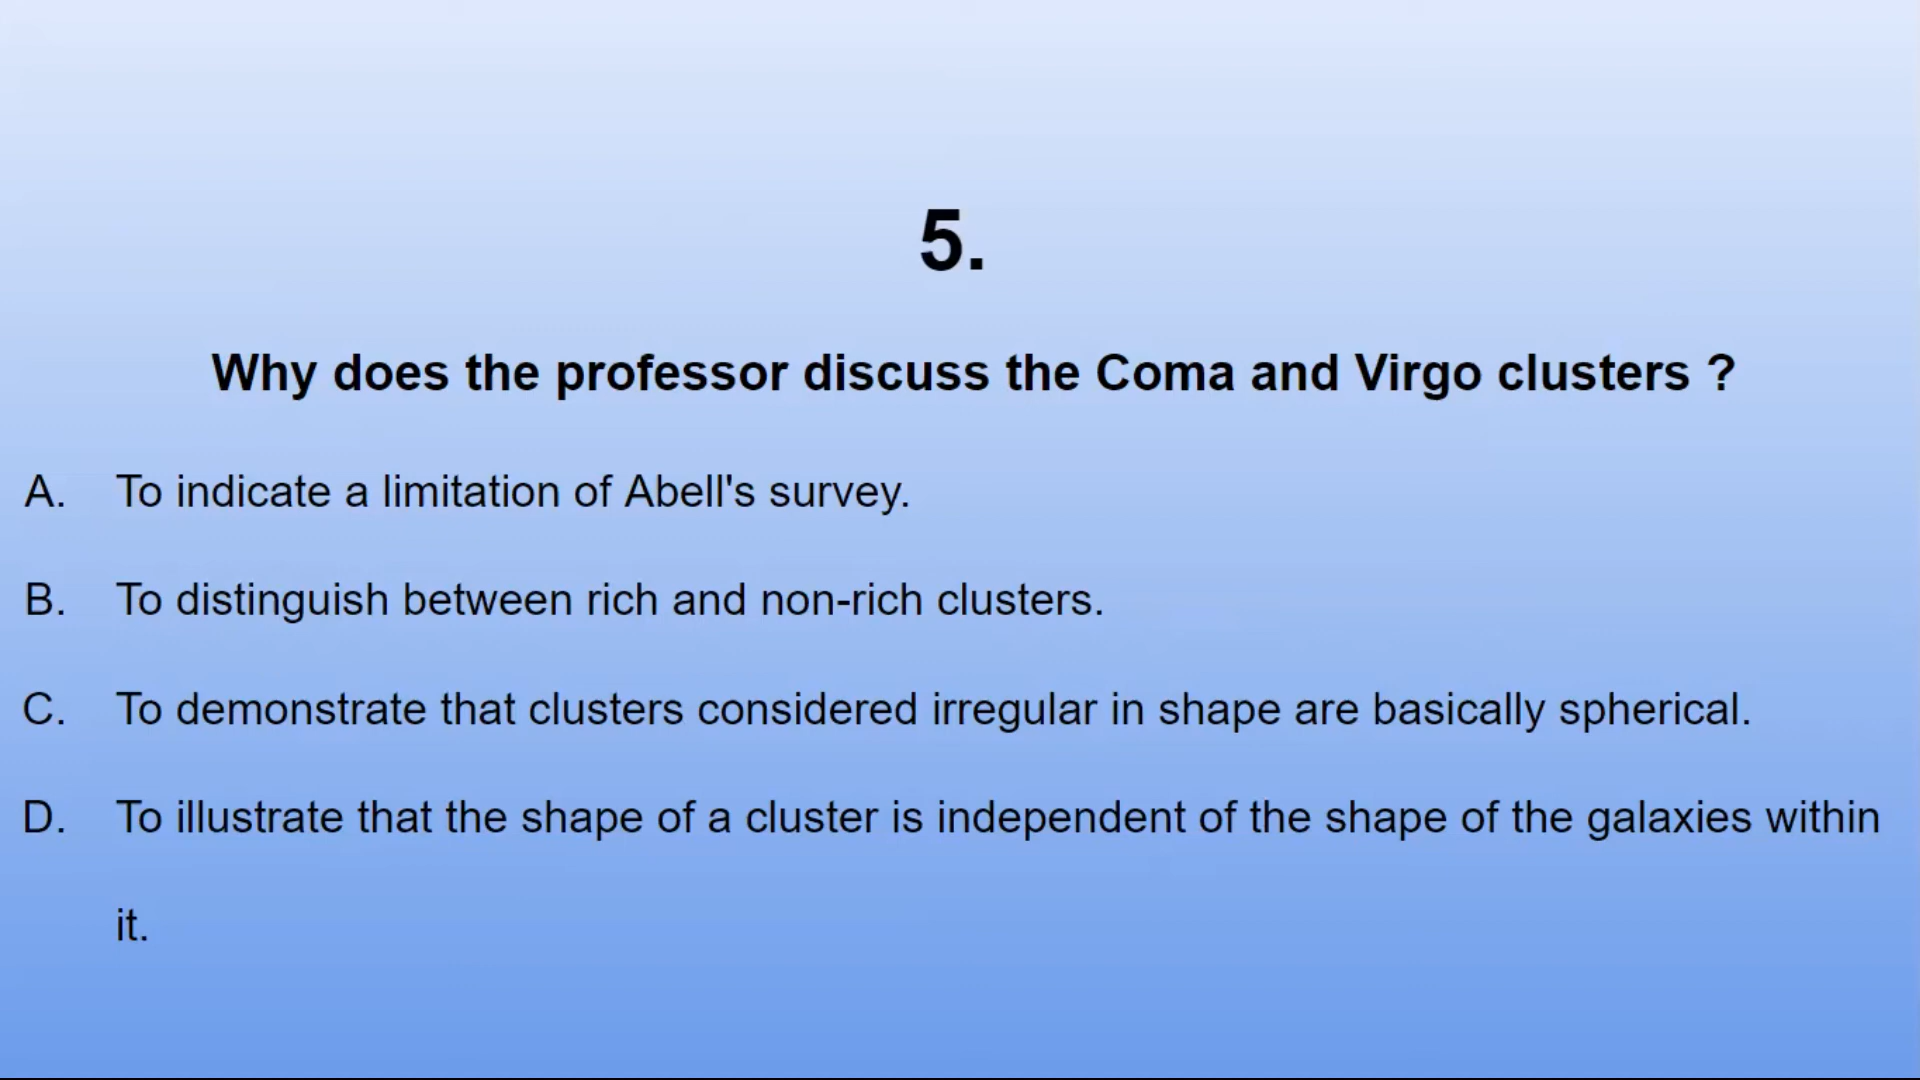 5.
Why does the professor discuss the Coma and Virgo clusters ?
A. To indicate a limitation of Abell's survey.
B. To distinguish between rich and non-rich clusters.
C. To demonstrate that clusters considered irregular in shape are basically spherical.
D. To illustrate that the shape of a cluster is independent of the shape of the galaxies within
it.